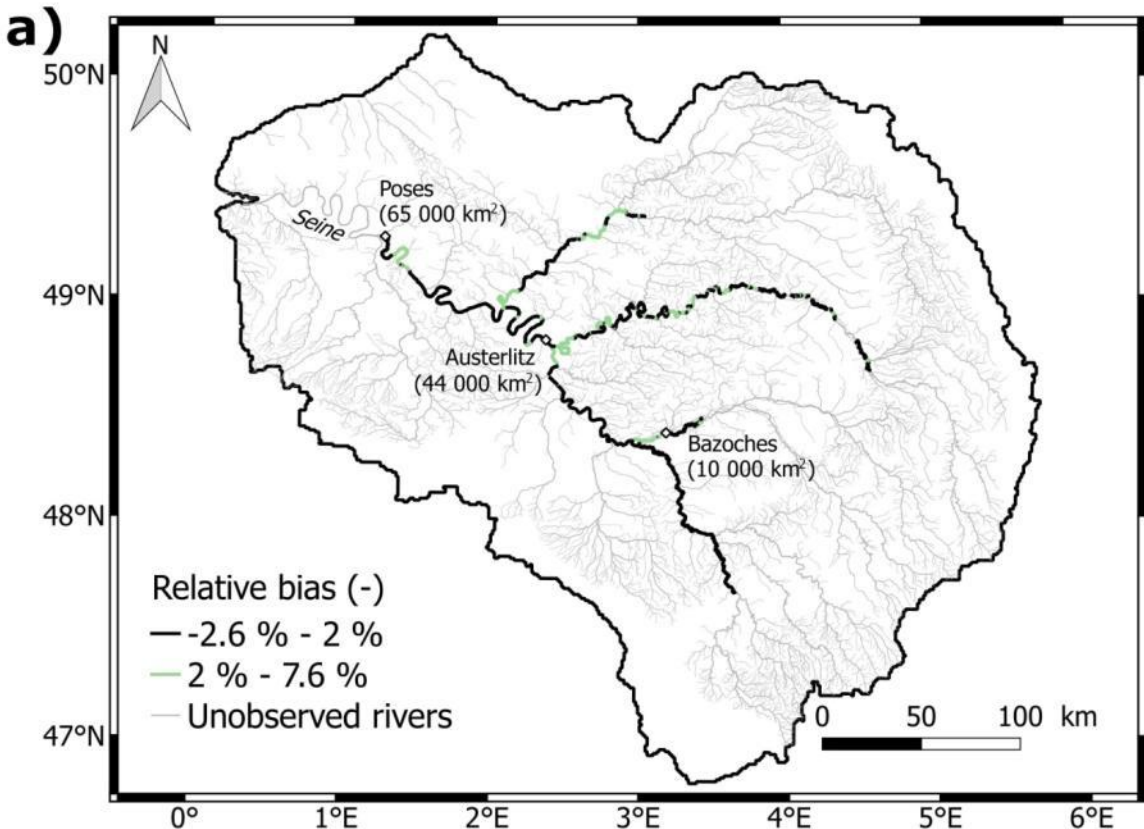 a)
N
50°N
49°N
48°N
47°N
Poses
(65 000 km²)
Seine
Austerlitz
(44 000 km²)
Bazoches
(10 000 km²)
Relative bias (-)
-2.6 % - 2 %
2 % - 7.6 %
Unobserved rivers
0 50 100 km
0° 1°E 2°E 3°E 4°E 5°E 6°E